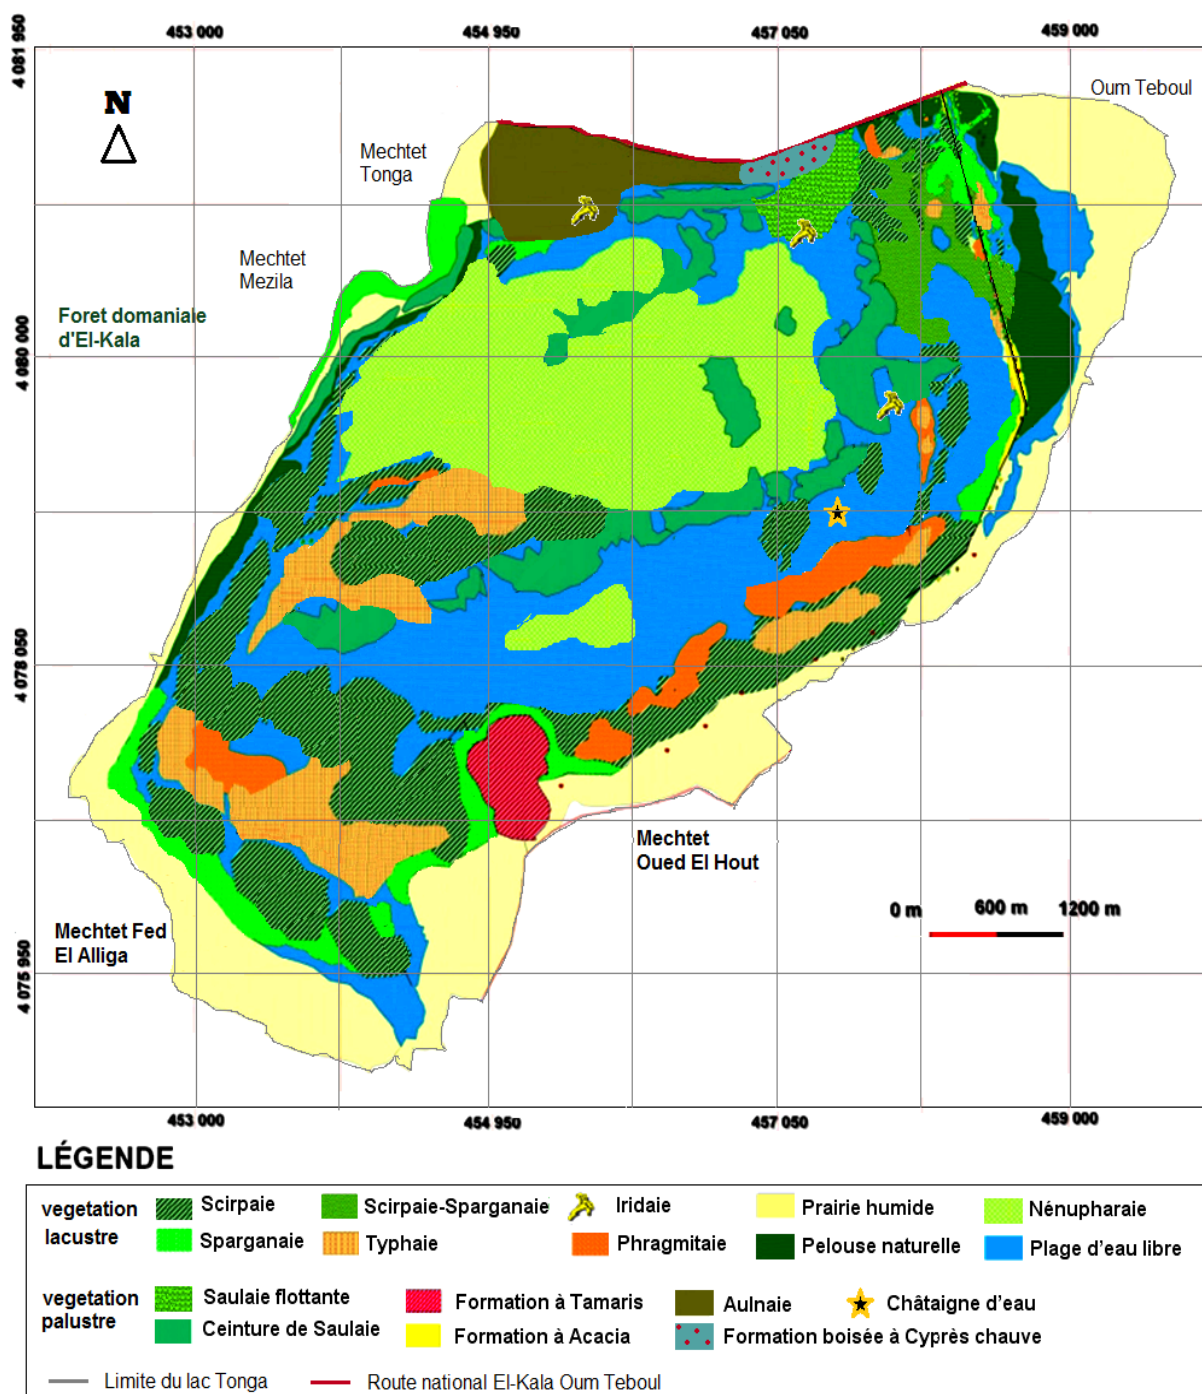 453 000 454 950 457 050 459 000
4 081 950
N
Oum Teboul
Mechtet
Tonga
Mechtet
Mezila
Foret domaniale
d'El-Kala
4 080 000
4 078 050
Mechtet
Oued El Hout
0 m 600 m 1200 m
Mechtet Fed
El Alliga
4 075 950
453 000 454 950 457 050 459 000
LÉGENDE
vegetation
lacustre
Scirpaie Scirpaie-Sparganaie Iridaie Prairie humide Nénupharaie
Sparganaie Typhaie Phragmitaie Pelouse naturelle Plage d'eau libre
vegetation
palustre
Saulaie flottante Formation à Tamaris Aulnaie Châtaigne d'eau
Ceinture de Saulaie Formation à Acacia Formation boisée à Cyprès chauve
Limite du lac Tonga Route national El-Kala Oum Teboul